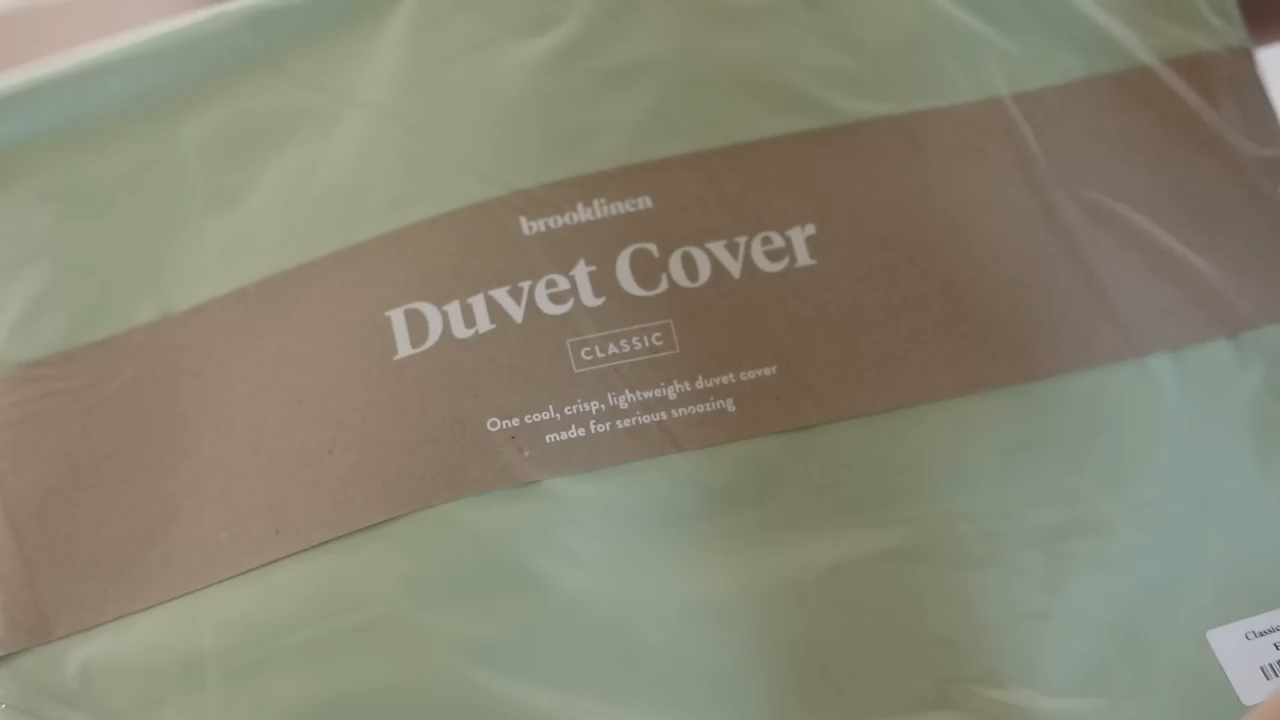 brooklinen
Duvet Cover
CLASSIC
One cool, crisp, lightweight duvet cover
made for serious snoozing